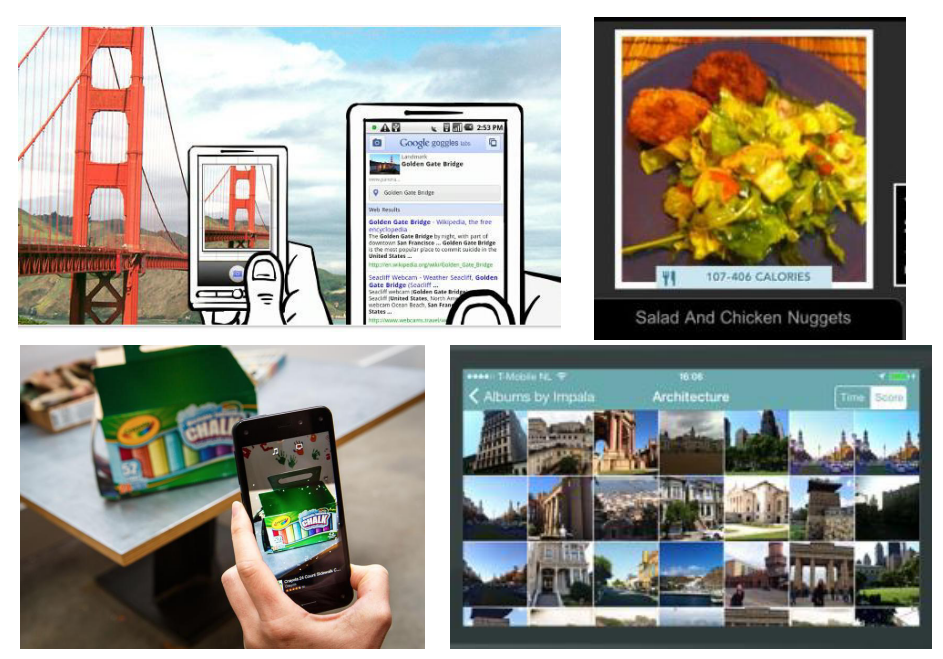 2:53 PM
Google goggles labs
Landmark
Golden Gate Bridge
Golden Gate Bridge
Web Results
Golden Gate Bridge - Wikipedia, the free
encyclopedia
The Golden Gate Bridge by night, with part of
downtown San Francisco ... Golden Gate Bridge
is the most popular place to commit suicide in the
United States ...
http://en.wikipedia.org/wiki/Golden_Gate_Bridge
Seacliff Webcam - Weather Seacliff, Golden
Gate Bridge (Seacliff ...
Seacliff webcam (Golden Gate Bridge)
Seacliff (United States, North Ame
webcam Ocean Beach, San Fran
States ...
http://www.webcams.travel/w
107-406 CALORIES
Salad And Chicken Nuggets
Crayola
CHALK
52
Crayola
CHALK
T-Mobile NL
16:06
Albums by Impala
Architecture
Time
Score